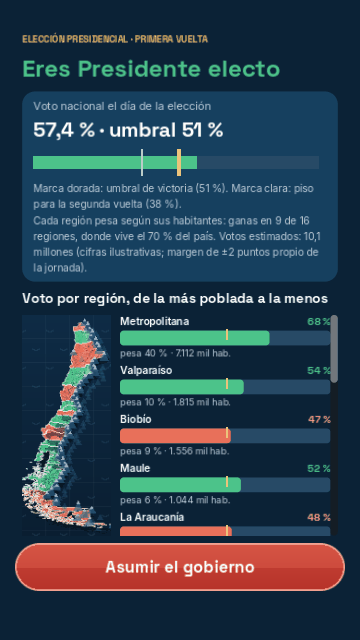 ELECCIÓN PRESIDENCIAL · PRIMERA VUELTA
Eres Presidente electo
Voto nacional el día de la elección
57,4 % · umbral 51 %
Marca dorada: umbral de victoria (51 %). Marca clara: piso
para la segunda vuelta (38 %).
Cada región pesa según sus habitantes: ganas en 9 de 16
regiones, donde vive el 70 % del país. Votos estimados: 10,1
millones (cifras ilustrativas; margen de ±2 puntos propio de
la jornada).
Voto por región, de la más poblada a la menos
Metropolitana 68 %
pesa 40 % · 7.112 mil hab.
Valparaíso 54 %
pesa 10 % · 1.815 mil hab.
Biobío 47 %
pesa 9 % · 1.556 mil hab.
Maule 52 %
pesa 6 % · 1.044 mil hab.
La Araucanía 48 %
Asumir el gobierno